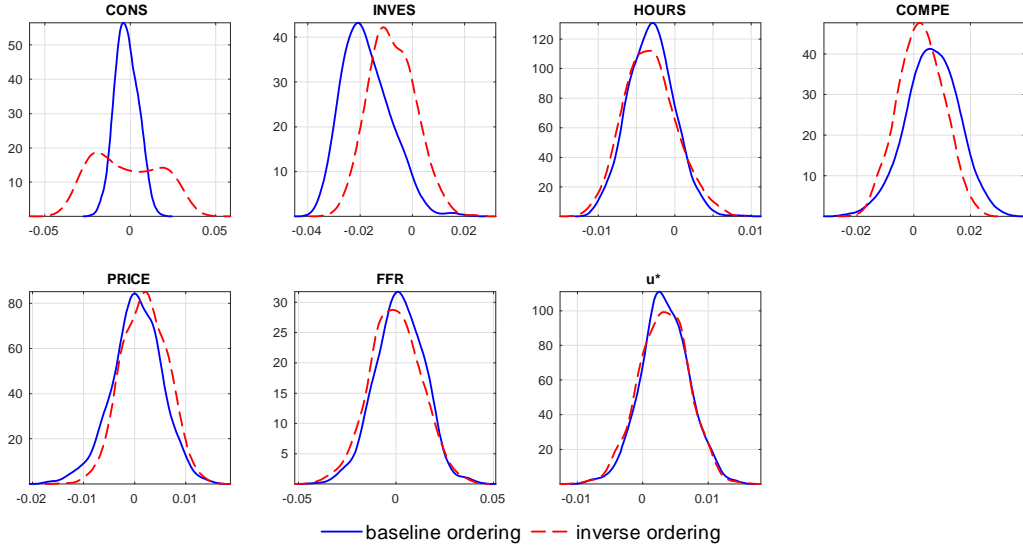 CONS INVES HOURS COMPE
50 40 30 20 10
-0.05 0 0.05
40 30 20 10
-0.04 -0.02 0 0.02
120 100 80 60 40 20
-0.01 0 0.01
40 30 20 10
-0.02 0 0.02
PRICE FFR u*
80 60 40 20
-0.02 -0.01 0 0.01
30 25 20 15 10 5
-0.05 0 0.05
100 80 60 40 20
-0.01 0 0.01
baseline ordering inverse ordering